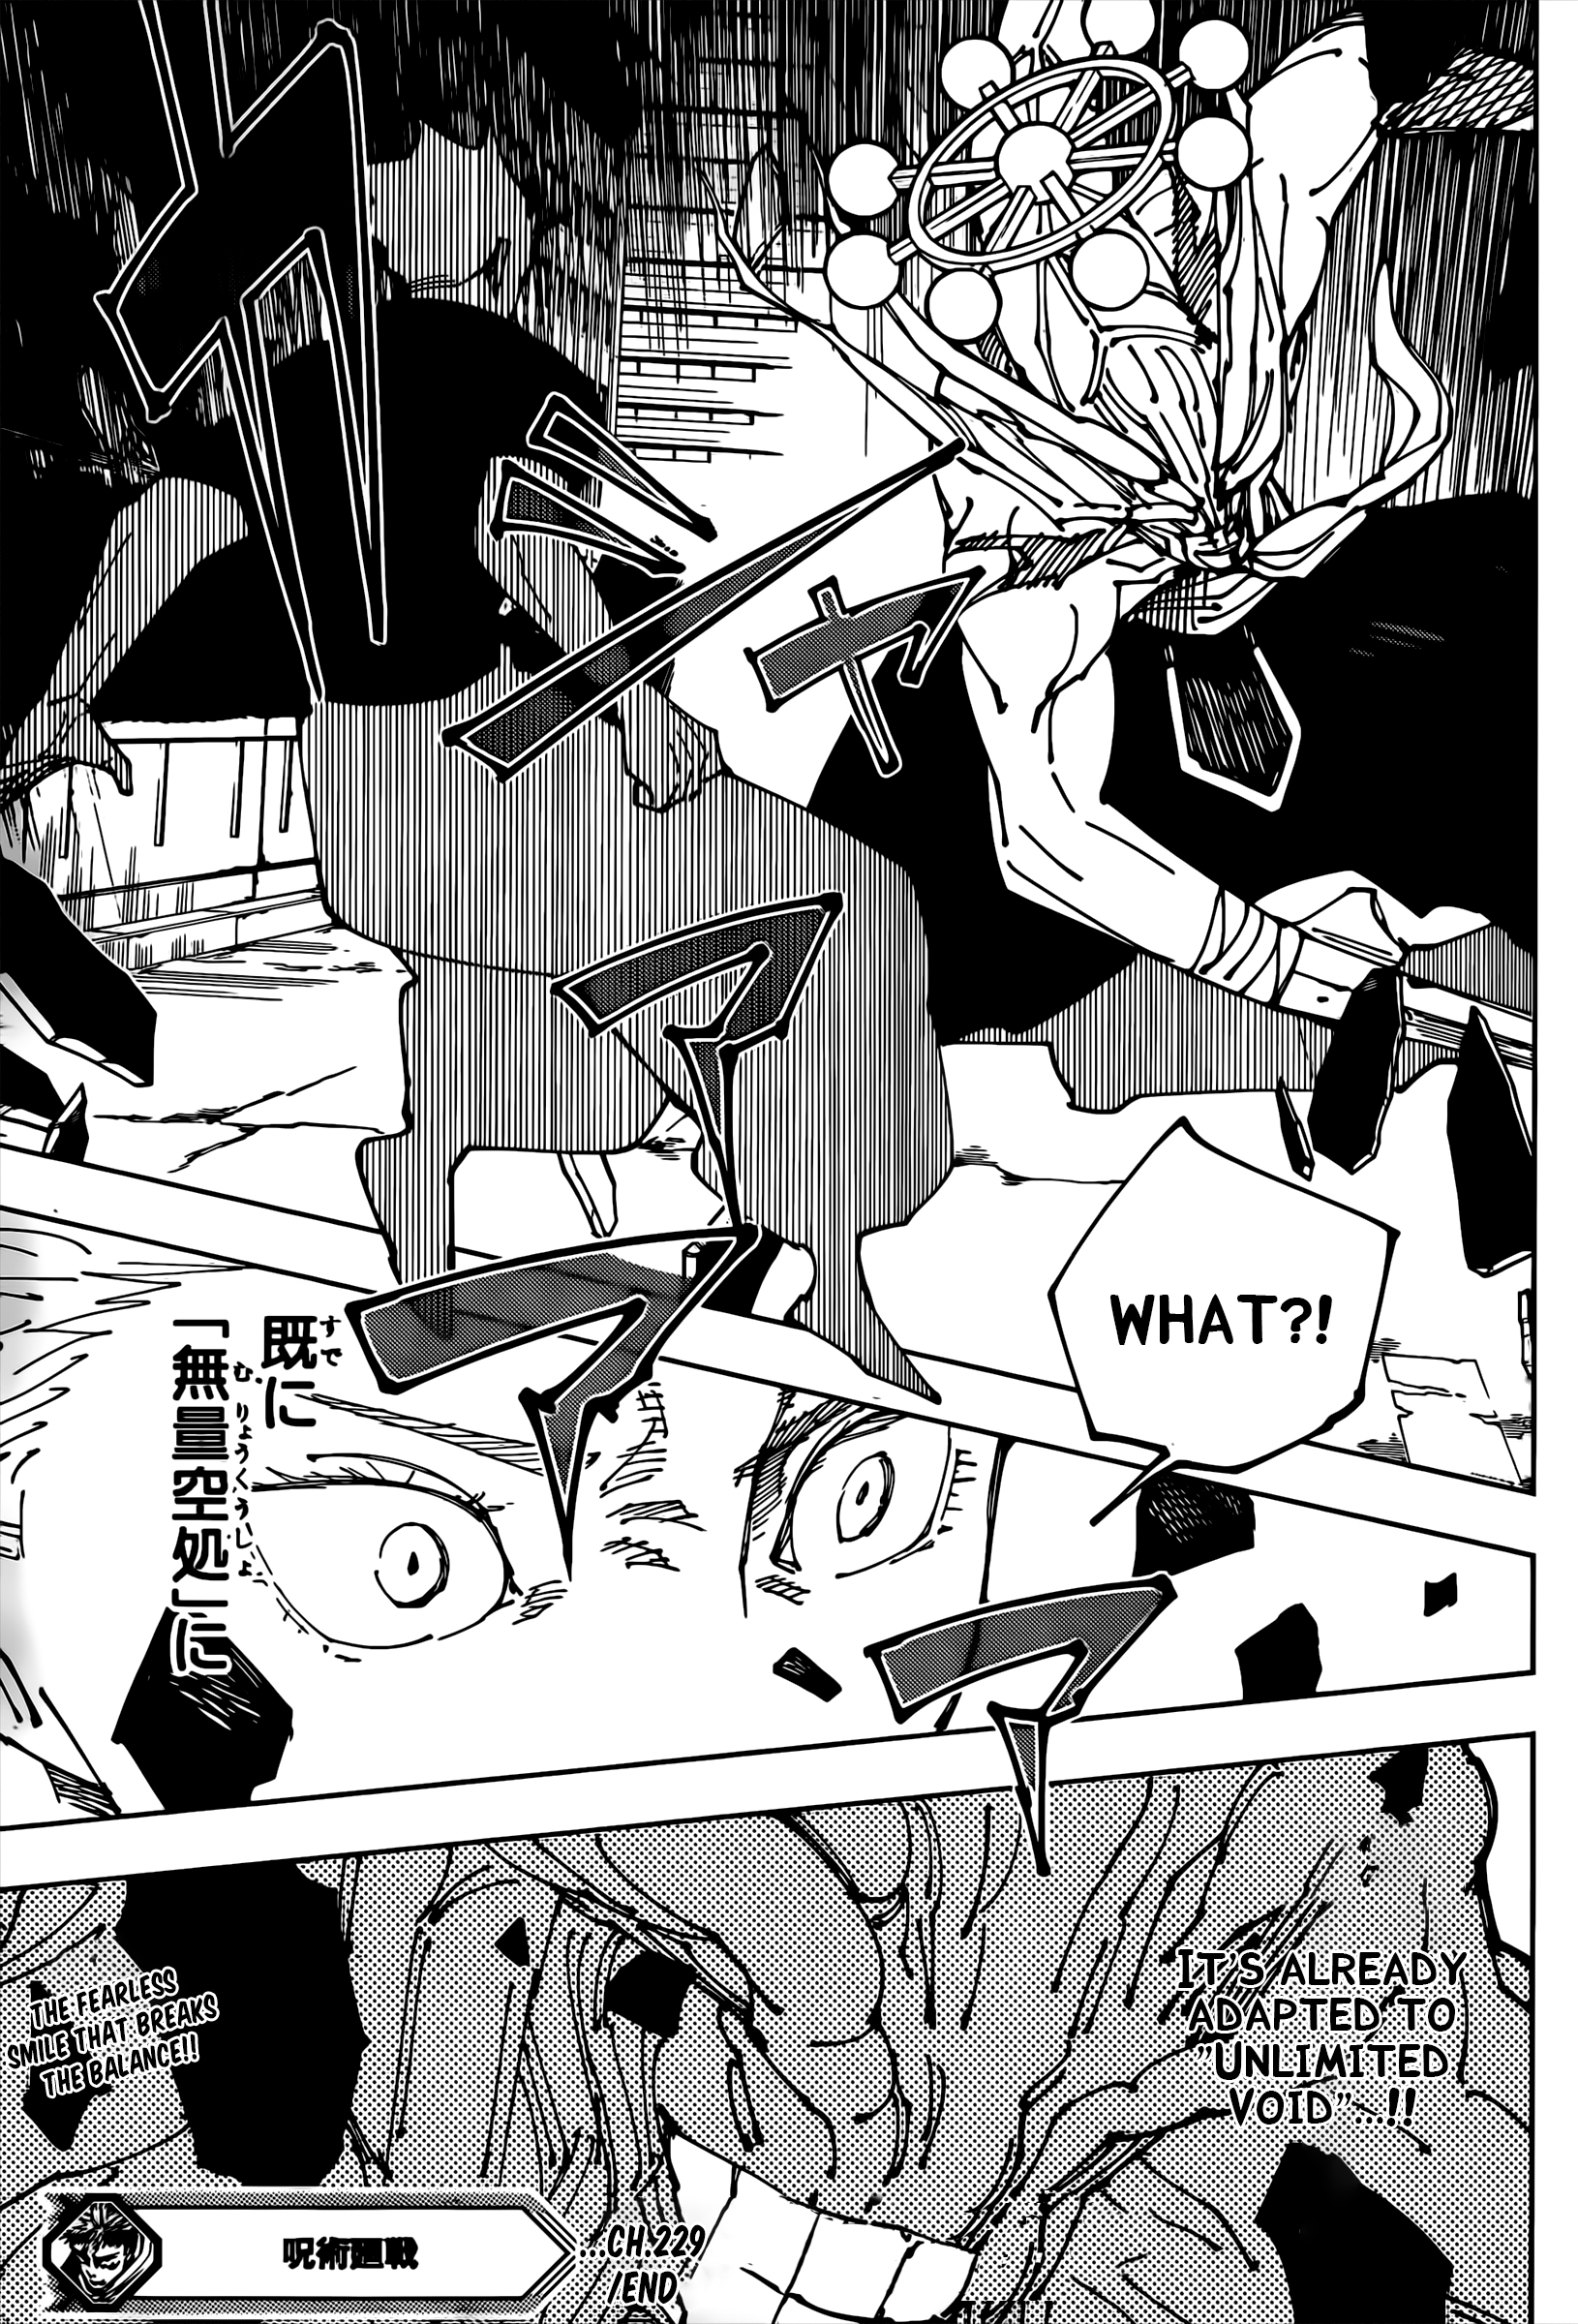 WHAT?!
既に
すで
「無量空処」に
むりょうくうしょ
IT'S ALREADY
ADAPTED TO
"UNLIMITED
VOID"...!!
THE FEARLESS
SMILE THAT BREAKS
THE BALANCE!!
呪術廻戦
...CH.229
/END